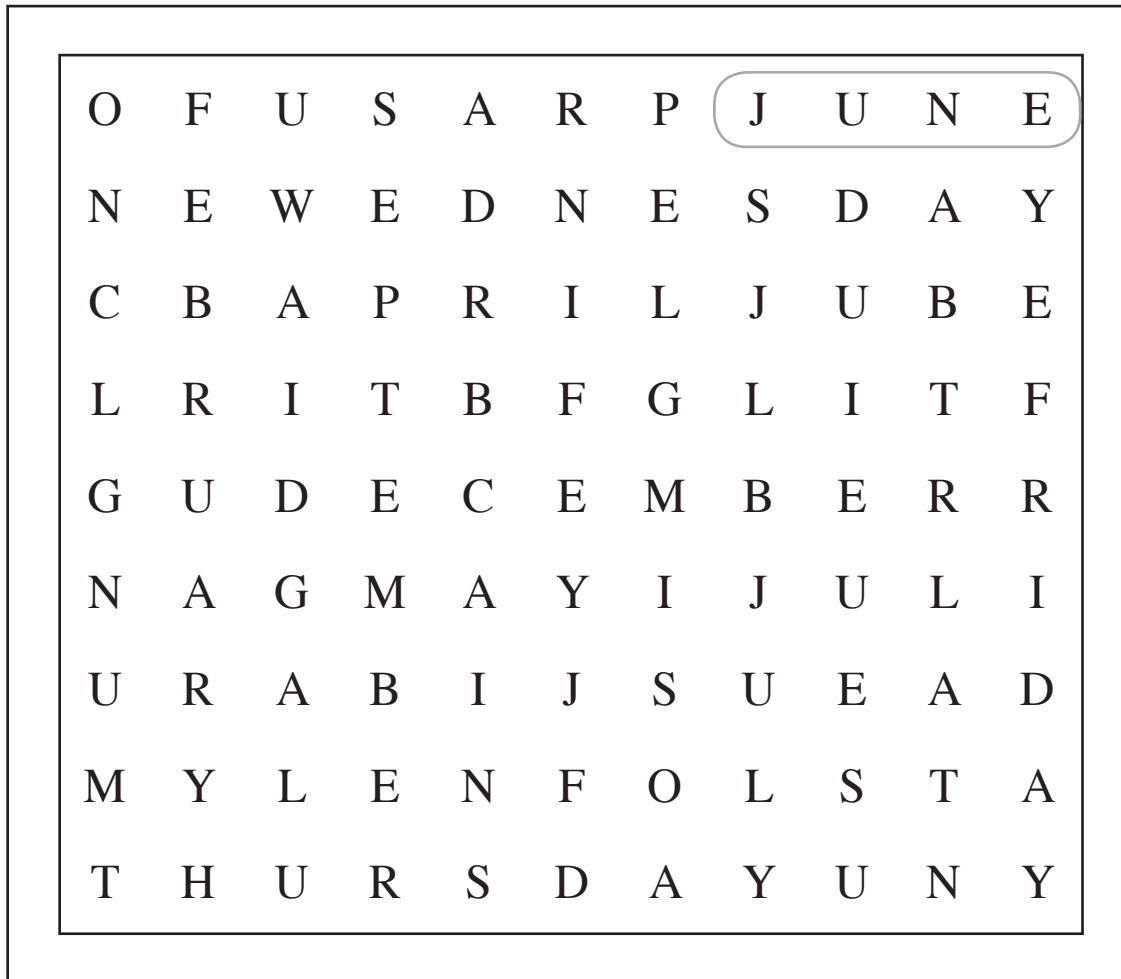 O F U S A R P J U N E
N E W E D N E S D A Y
C B A P R I L J U B E
L R I T B F G L I T F
G U D E C E M B E R R
N A G M A Y I J U L I
U R A B I J S U E A D
M Y L E N F O L S T A
T H U R S D A Y U N Y